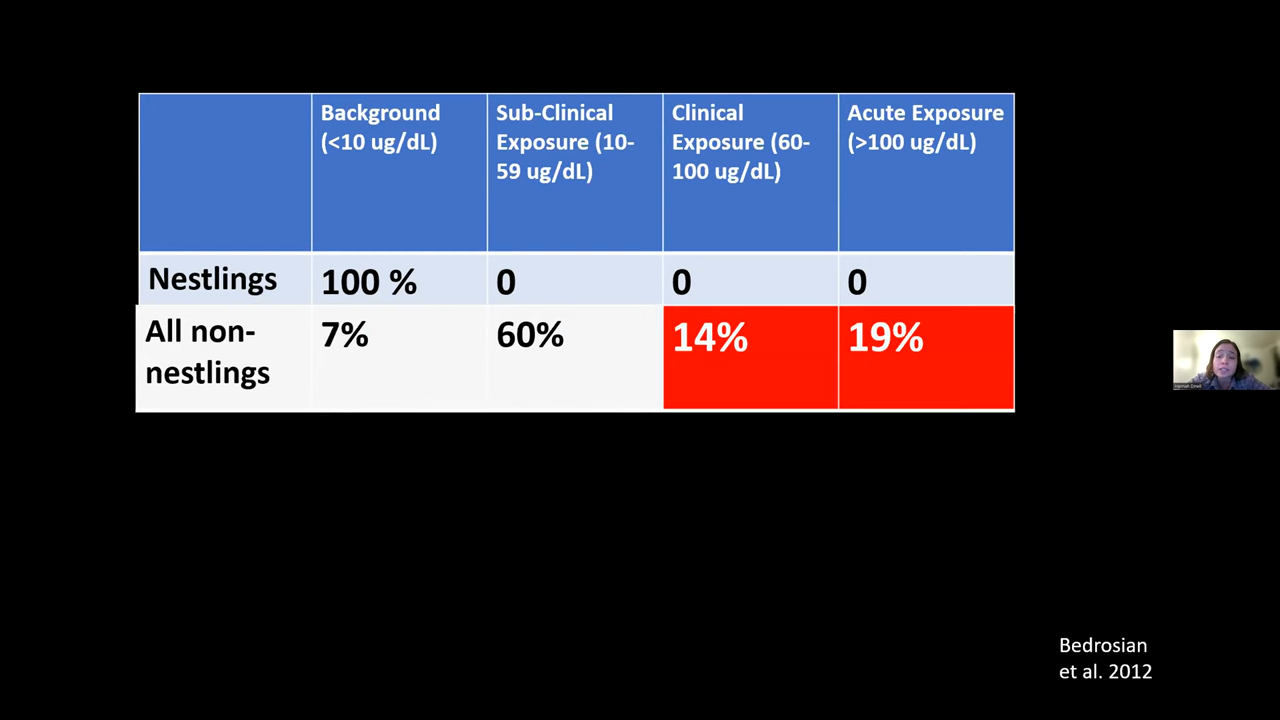 Background
(<10 ug/dL)
Sub-Clinical
Exposure (10-
59 ug/dL)
Clinical
Exposure (60-
100 ug/dL)
Acute Exposure
(>100 ug/dL)
Nestlings
100 %
0
0
0
All non-
nestlings
7%
60%
14%
19%
Bedrosian
et al. 2012